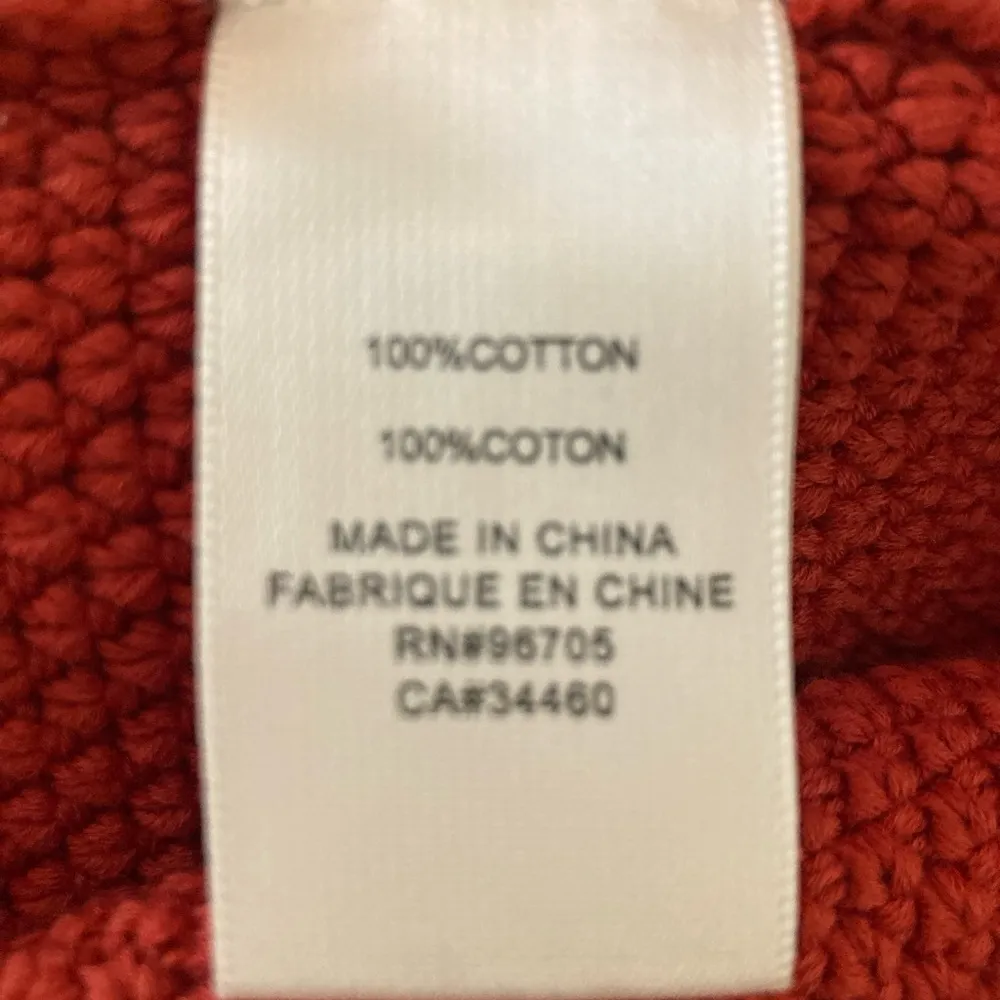 100%COTTON
100%COTON
MADE IN CHINA
FABRIQUE EN CHINE
RN#96705
CA#34460